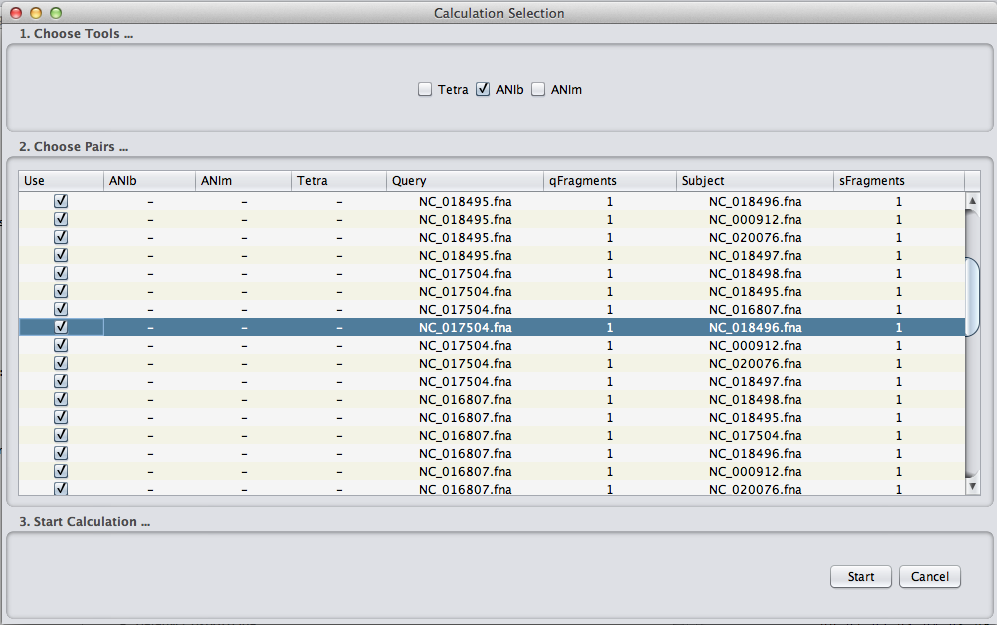 Calculation Selection
1. Choose Tools ...
Tetra ANIb ANIm
2. Choose Pairs ...
Use ANIb ANIm Tetra Query qFragments Subject sFragments
- - - NC_018495.fna 1 NC_018496.fna 1
- - - NC_018495.fna 1 NC_000912.fna 1
- - - NC_018495.fna 1 NC_020076.fna 1
- - - NC_018495.fna 1 NC_018497.fna 1
- - - NC_017504.fna 1 NC_018498.fna 1
- - - NC_017504.fna 1 NC_018495.fna 1
- - - NC_017504.fna 1 NC_016807.fna 1
- - - NC_017504.fna 1 NC_018496.fna 1
- - - NC_017504.fna 1 NC_000912.fna 1
- - - NC_017504.fna 1 NC_020076.fna 1
- - - NC_017504.fna 1 NC_018497.fna 1
- - - NC_016807.fna 1 NC_018498.fna 1
- - - NC_016807.fna 1 NC_018495.fna 1
- - - NC_016807.fna 1 NC_017504.fna 1
- - - NC_016807.fna 1 NC_018496.fna 1
- - - NC_016807.fna 1 NC_000912.fna 1
- - - NC_016807.fna 1 NC_020076.fna 1
3. Start Calculation ...
Start Cancel